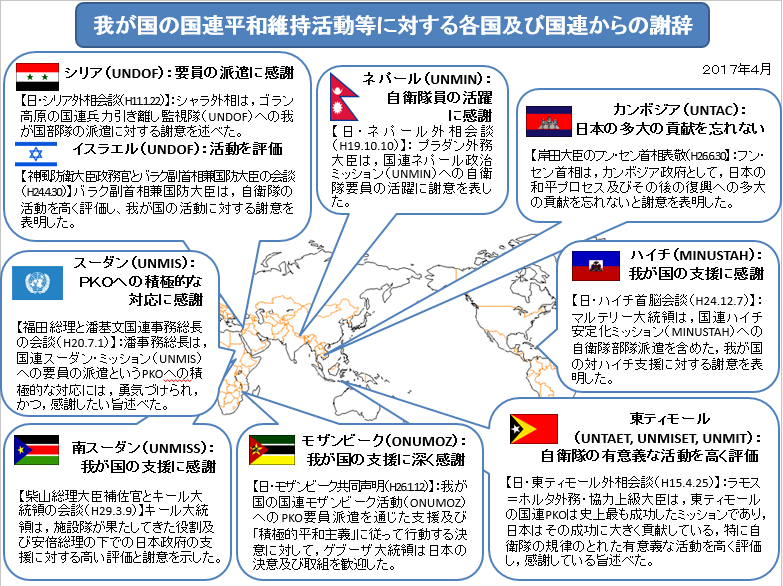 我が国の国連平和維持活動等に対する各国及び国連からの謝辞
2017年4月
シリア(UNDOF):要員の派遣に感謝
【日・シリア外相会談(H11.1.22)】:シャラ外相は,ゴラン
高原の国連兵力引き離し監視隊(UNDOF)への我
が国部隊の派遣に対する謝意を述べた。
イスラエル(UNDOF):活動を評価
【神風防衛大臣政務官とバラク副首相兼国防大臣の会談
(H24.4.30)】バラク副首相兼国防大臣は,自衛隊の
活動を高く評価し、我が国の活動に対する謝意を
表明した。
ネパール(UNMIN):
自衛隊員の活躍
に感謝
【日・ネパール外相会談
(H19.10.10)】:プラダン外務
大臣は,国連ネパール政治
ミッション(UNMIN)への自衛
隊要員の活躍に謝意を表し
た。
カンボジア(UNTAC):
日本の多大の貢献を忘れない
【岸田大臣のフン・セン首相表敬(H26.6.30)】:フン・
セン首相は,カンボジア政府として,日本の
和平プロセス及びその後の復興への多大
の貢献を忘れないと謝意を表明した。
スーダン(UNMIS):
PKOへの積極的な
対応に感謝
【福田総理と潘基文国連事務総長
の会談(H20.7.1)】:潘事務総長は,
国連スーダン・ミッション(UNMIS)
への要員の派遣というPKOへの積
極的な対応には,勇気づけられ,
かつ,感謝したい旨述べた。
ハイチ(MINUSTAH):
我が国の支援に感謝
【日・ハイチ首脳会談(H24.12.7)】:
マルテリー大統領は,国連ハイチ
安定化ミッション(MINUSTAH)への
自衛隊部隊派遣を含めた,我が国
の対ハイチ支援に対する謝意を表
明した。
南スーダン(UNMISS):
我が国の支援に感謝
【柴山総理大臣補佐官とキール大
統領の会談(H29.3.9)】キール大統
領は,施設隊が果たしてきた役割及
び安倍総理の下での日本政府の支
援に対する高い評価と謝意を示した。
モザンビーク(ONUMOZ):
我が国の支援に深く感謝
【日・モザンビーク共同声明(H26.1.12)】:我が
国の国連モザンビーク活動(ONUMOZ)
へのPKO要員派遣を通じた支援及び
「積極的平和主義」に従って行動する決
意に対して,ゲブーザ大統領は日本の
決意及び取組を歓迎した。
東ティモール
(UNTAET, UNMISET, UNMIT):
自衛隊の有意義な活動を高く評価
【日・東ティモール外相会談(H15.4.25)】:ラモス
=ホルタ外務・協力上級大臣は,東ティモール
の国連PKOは史上最も成功したミッションであり,
日本はその成功に大きく貢献している,特に自
衛隊の規律のとれた有意義な活動を高く評価
し,感謝している旨述べた。